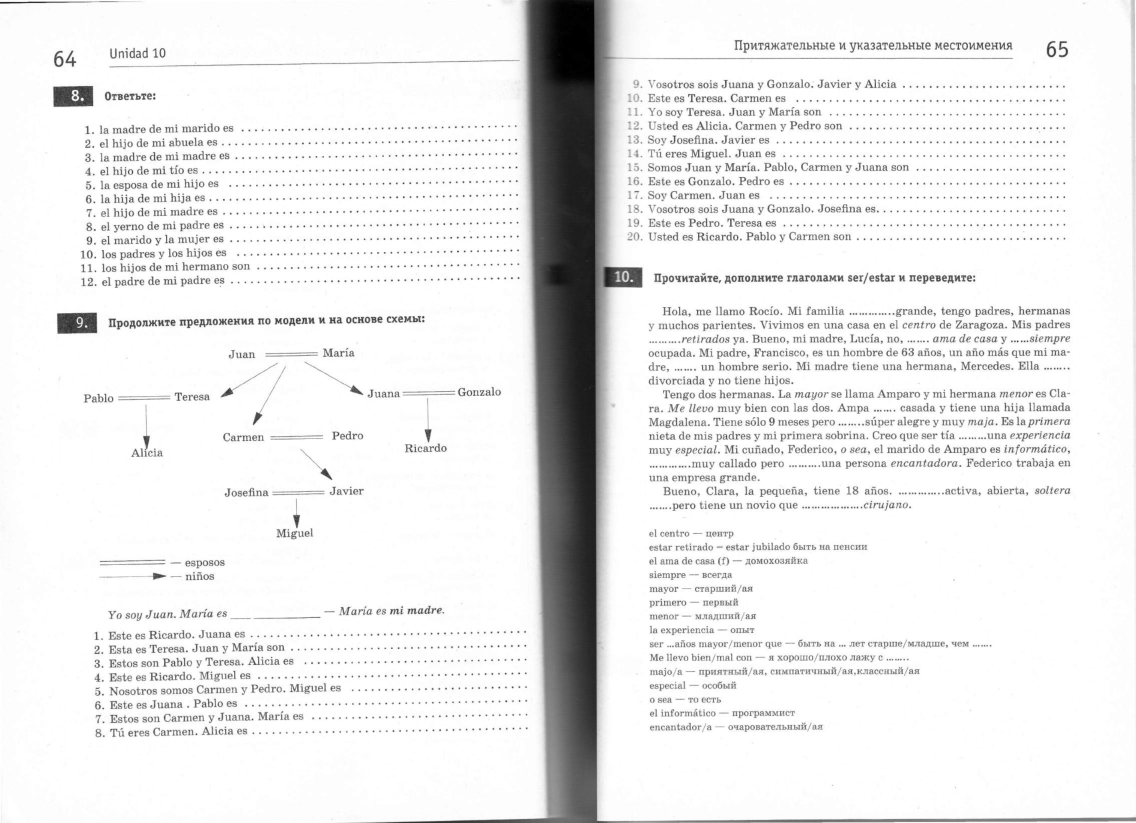 64
Unidad 10
8. Ответьте:
1. la madre de mi marido es ..........
2. el hijo de mi abuela es ..........
3. la madre de mi madre es ..........
4. el hijo de mi tío es ..........
5. la esposa de mi hijo es ..........
6. la hija de mi hija es ..........
7. el hijo de mi madre es ..........
8. el yerno de mi padre es ..........
9. el marido y la mujer es ..........
10. los padres y los hijos es ..........
11. los hijos de mi hermano son ..........
12. el padre de mi padre es ..........
9. Продолжите предложения по модели и на основе схемы:
Juan María
Pablo Teresa Juana Gonzalo
Carmen Pedro
Alicia Ricardo
Josefina Javier
Miguel
— esposos
— niños
Yo soy Juan. María es ____________ — María es mi madre.
1. Este es Ricardo. Juana es ..........
2. Esta es Teresa. Juan y María son ..........
3. Estos son Pablo y Teresa. Alicia es ..........
4. Este es Ricardo. Miguel es ..........
5. Nosotros somos Carmen y Pedro. Miguel es ..........
6. Este es Juana . Pablo es ..........
7. Estos son Carmen y Juana. María es ..........
8. Tú eres Carmen. Alicia es ..........
Притяжательные и указательные местоимения
65
9. Vosotros sois Juana y Gonzalo. Javier y Alicia ..........
10. Este es Teresa. Carmen es ..........
11. Yo soy Teresa. Juan y María son ..........
12. Usted es Alicia. Carmen y Pedro son ..........
13. Soy Josefina. Javier es ..........
14. Tú eres Miguel. Juan es ..........
15. Somos Juan y María. Pablo, Carmen y Juana son ..........
16. Este es Gonzalo. Pedro es ..........
17. Soy Carmen. Juan es ..........
18. Vosotros sois Juana y Gonzalo. Josefina es..........
19. Este es Pedro. Teresa es ..........
20. Usted es Ricardo. Pablo y Carmen son ..........
10. Прочитайте, дополните глаголами ser/estar и переведите:
Hola, me llamo Rocío. Mi familia .............grande, tengo padres, hermanas
y muchos parientes. Vivimos en una casa en el centro de Zaragoza. Mis padres
..........retirados ya. Bueno, mi madre, Lucía, no, ....... ama de casa y ......siempre
ocupada. Mi padre, Francisco, es un hombre de 63 años, un año más que mi ma-
dre, ....... un hombre serio. Mi madre tiene una hermana, Mercedes. Ella ........
divorciada y no tiene hijos.
Tengo dos hermanas. La mayor se llama Amparo y mi hermana menor es Cla-
ra. Me llevo muy bien con las dos. Ampa ....... casada y tiene una hija llamada
Magdalena. Tiene sólo 9 meses pero ........súper alegre y muy maja. Es la primera
nieta de mis padres y mi primera sobrina. Creo que ser tía .........una experiencia
muy especial. Mi cuñado, Federico, o sea, el marido de Amparo es informático,
.............muy callado pero ..........una persona encantadora. Federico trabaja en
una empresa grande.
Bueno, Clara, la pequeña, tiene 18 años. ..............activa, abierta, soltera
.......pero tiene un novio que ...................cirujano.
el centro — центр
estar retirado = estar jubilado быть на пенсии
el ama de casa (f) — домохозяйка
siempre — всегда
mayor — старший/ая
primero — первый
menor — младший/ая
la experiencia — опыт
ser ...años mayor/menor que — быть на ... лет старше/младше, чем ......
Me llevo bien/mal con — я хорошо/плохо лажу с .......
majo/a — приятный/ая, симпатичный/ая,классный/ая
especial — особый
o sea — то есть
el informático — программист
encantador/a — очаровательный/ая